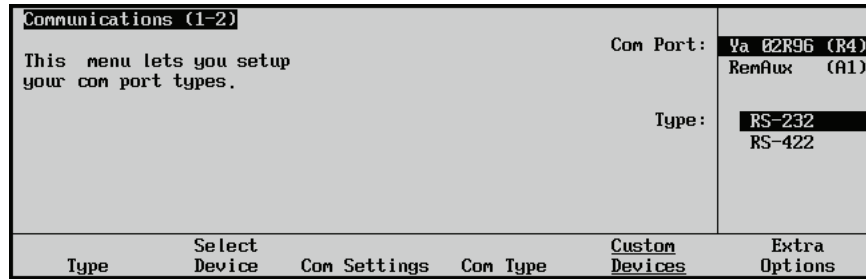 Communications (1-2)
This menu lets you setup
your com port types.
Com Port: Ya 02R96 (R4)
RemAux (A1)
Type: RS-232
RS-422
Type Select Device Com Settings Com Type Custom Devices Extra Options